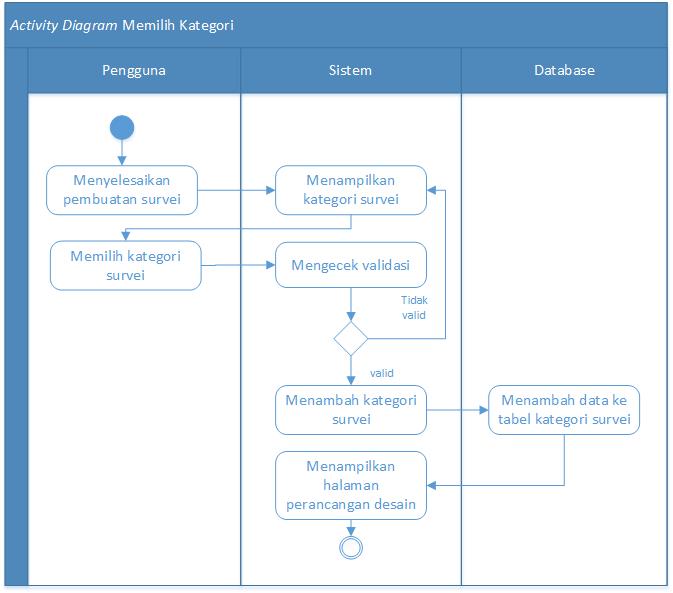 Activity Diagram Memilih Kategori
Pengguna
Sistem
Database
Menyelesaikan
pembuatan survei
Menampilkan
kategori survei
Memilih kategori
survei
Mengecek validasi
Tidak
valid
valid
Menambah kategori
survei
Menambah data ke
tabel kategori survei
Menampilkan
halaman
perancangan desain